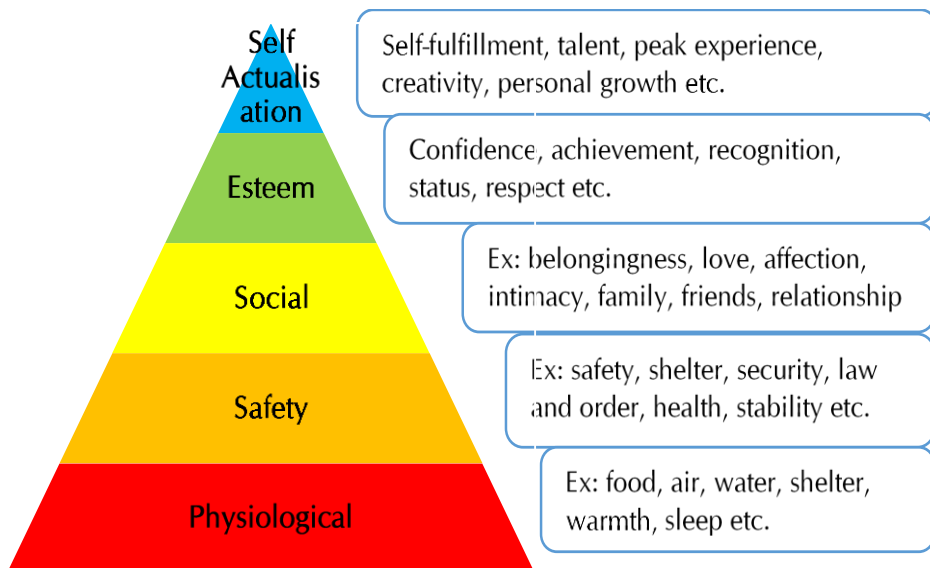 Self
Actualis
ation
Self-fulfillment, talent, peak experience,
creativity, personal growth etc.
Esteem
Confidence, achievement, recognition,
status, respect etc.
Social
Ex: belongingness, love, affection,
intimacy, family, friends, relationship
Safety
Ex: safety, shelter, security, law
and order, health, stability etc.
Physiological
Ex: food, air, water, shelter,
warmth, sleep etc.